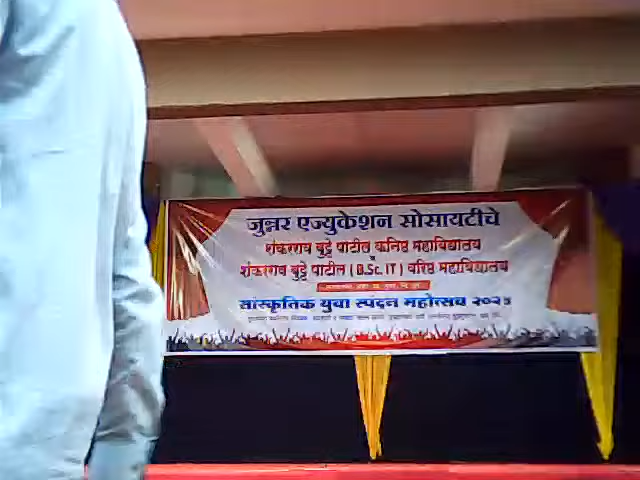 जुन्नर एज्युकेशन सोसायटीचे
शंकरराव बुट्टे पाटील कनिष्ठ महाविद्यालय
व
शंकरराव बुट्टे पाटील ( B.Sc. IT ) वरिष्ठ महाविद्यालय
सांस्कृतिक युवा स्पंदन महोत्सव